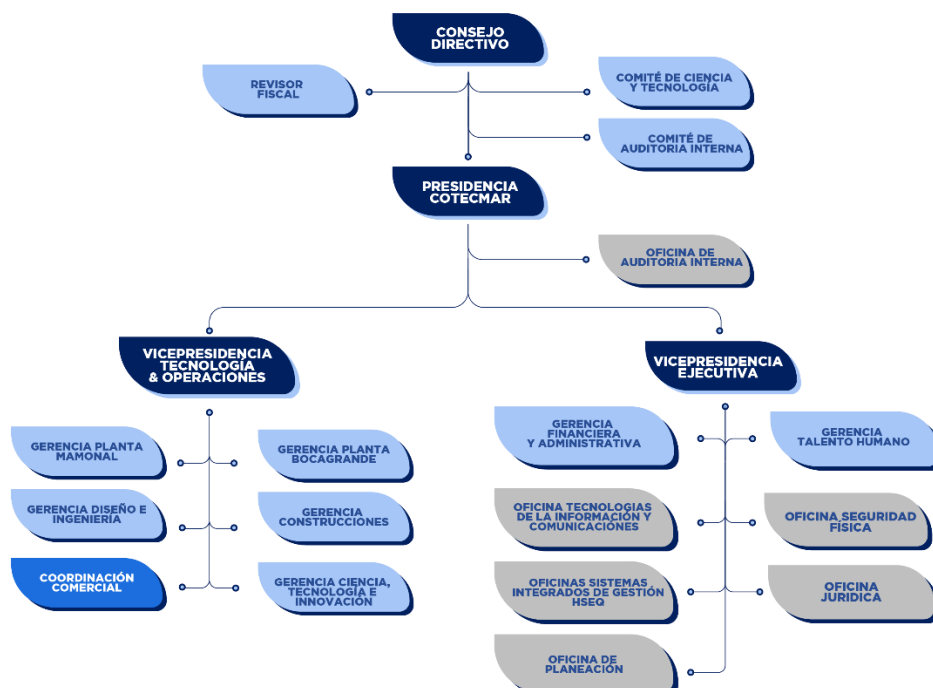 CONSEJO
DIRECTIVO
REVISOR
FISCAL
COMITÉ DE CIENCIA
Y TECNOLOGÍA
COMITÉ DE
AUDITORIA INTERNA
PRESIDENCIA
COTECMAR
OFICINA DE
AUDITORIA INTERNA
VICEPRESIDENCIA
TECNOLOGÍA
& OPERACIONES
VICEPRESIDENCIA
EJECUTIVA
GERENCIA PLANTA
MAMONAL
GERENCIA PLANTA
BOCAGRANDE
GERENCIA DISEÑO E
INGENIERÍA
GERENCIA
CONSTRUCCIONES
COORDINACIÓN
COMERCIAL
GERENCIA CIENCIA,
TECNOLOGÍA E
INNOVACIÓN
GERENCIA
FINANCIERA
Y ADMINISTRATIVA
GERENCIA
TALENTO HUMANO
OFICINA TECNOLOGIAS
DE LA INFORMACIÓN Y
COMUNICACIÓNES
OFICINA SEGURIDAD
FÍSICA
OFICINAS SISTEMAS
INTEGRADOS DE GESTIÓN
HSEQ
OFICINA
JURIDICA
OFICINA DE
PLANEACIÓN